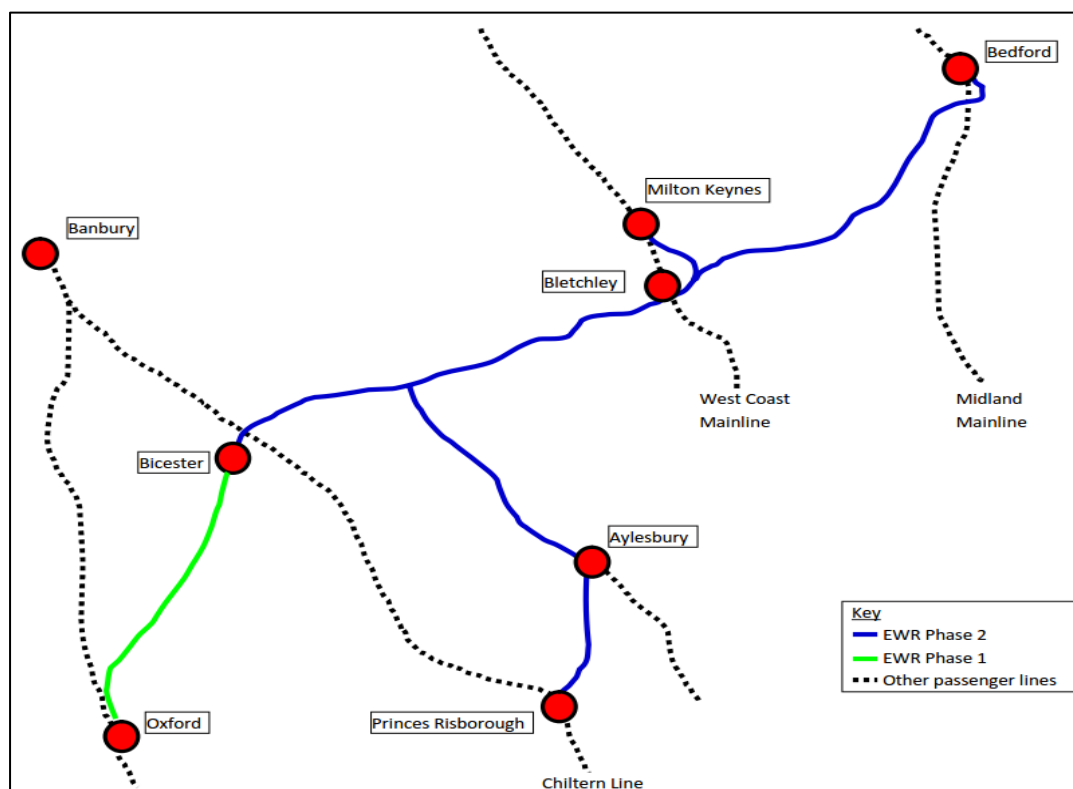 Bedford
Milton Keynes
Banbury
Bletchley
West Coast
Mainline
Midland
Mainline
Bicester
Aylesbury
Key
EWR Phase 2
EWR Phase 1
Other passenger lines
Oxford
Princes Risborough
Chiltern Line